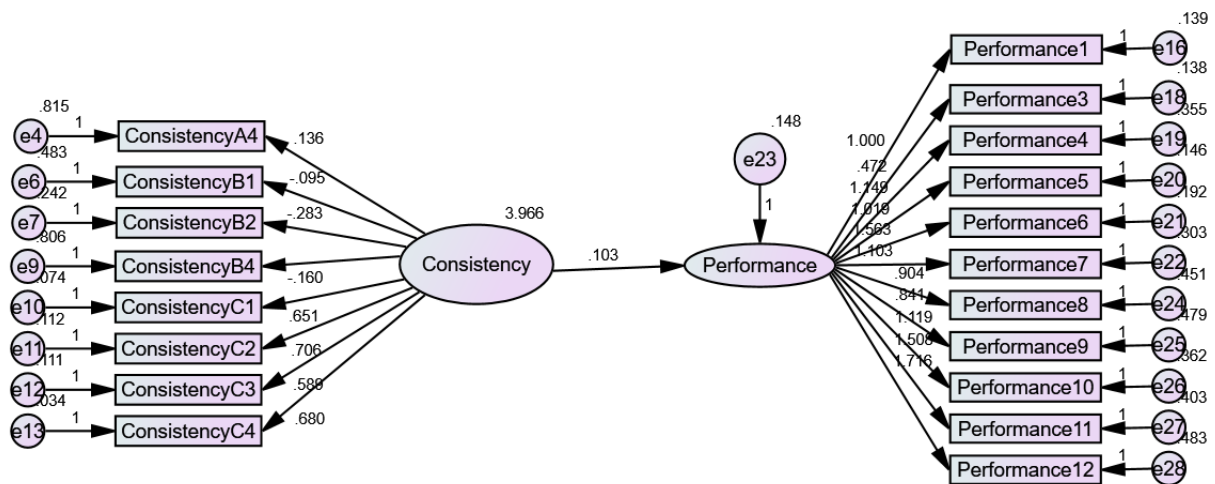 .815
e4 1 ConsistencyA4 .136
.483
e6 1 ConsistencyB1 -.095
.242
e7 1 ConsistencyB2 -.283
.806
e9 1 ConsistencyB4 -.160
.074
e10 1 ConsistencyC1 .651
.112
e11 1 ConsistencyC2 .706
.111
e12 1 ConsistencyC3 .589
.034
e13 1 ConsistencyC4 .680
3.966
Consistency
.103
.148
e23
1
Performance
1.000
.472
1.149
1.019
1.563
1.103
.904
.841
1.119
1.508
1.716
.139
Performance1 1 e16
.138
Performance3 1 e18
.355
Performance4 1 e19
.146
Performance5 1 e20
.192
Performance6 1 e21
.303
Performance7 1 e22
.451
Performance8 1 e24
.479
Performance9 1 e25
.362
Performance10 1 e26
.403
Performance11 1 e27
.483
Performance12 1 e28